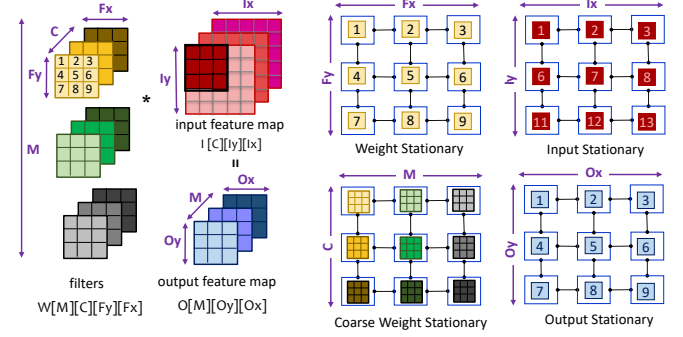 Fx
C
Fy
1 2 3
4 5 6
7 8 9
M
*
Ix
Iy
input feature map
I [C][Iy][Ix]
=
M
Ox
Oy
filters
W[M][C][Fy][Fx]
output feature map
O[M][Oy][Ox]
Fx
Fy
1 2 3
4 5 6
7 8 9
Weight Stationary
Ix
Iy
1 2 3
6 7 8
11 12 13
Input Stationary
M
C
Coarse Weight Stationary
Ox
Oy
1 2 3
4 5 6
7 8 9
Output Stationary